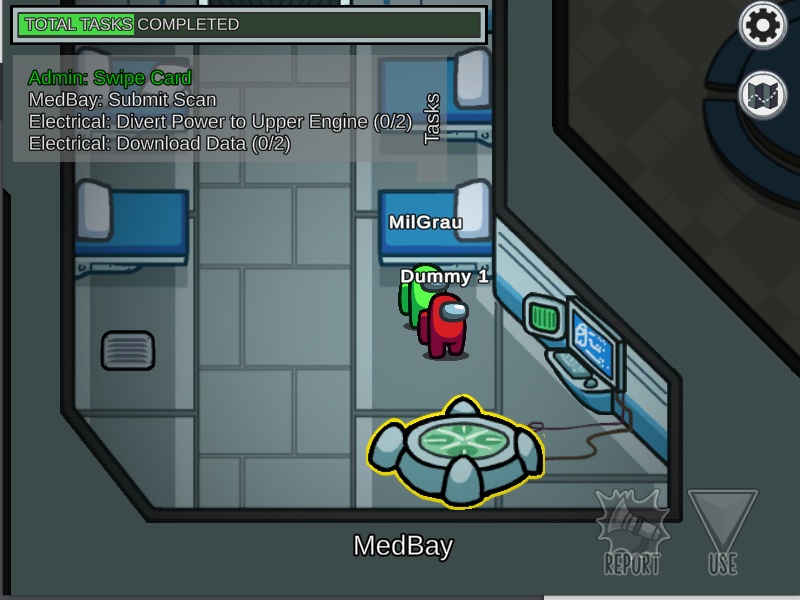 TOTAL TASKS COMPLETED
Admin: Swipe Card
MedBay: Submit Scan
Electrical: Divert Power to Upper Engine (0/2)
Electrical: Download Data (0/2)
Tasks
MilGrau
Dummy 1
MedBay
REPORT
USE